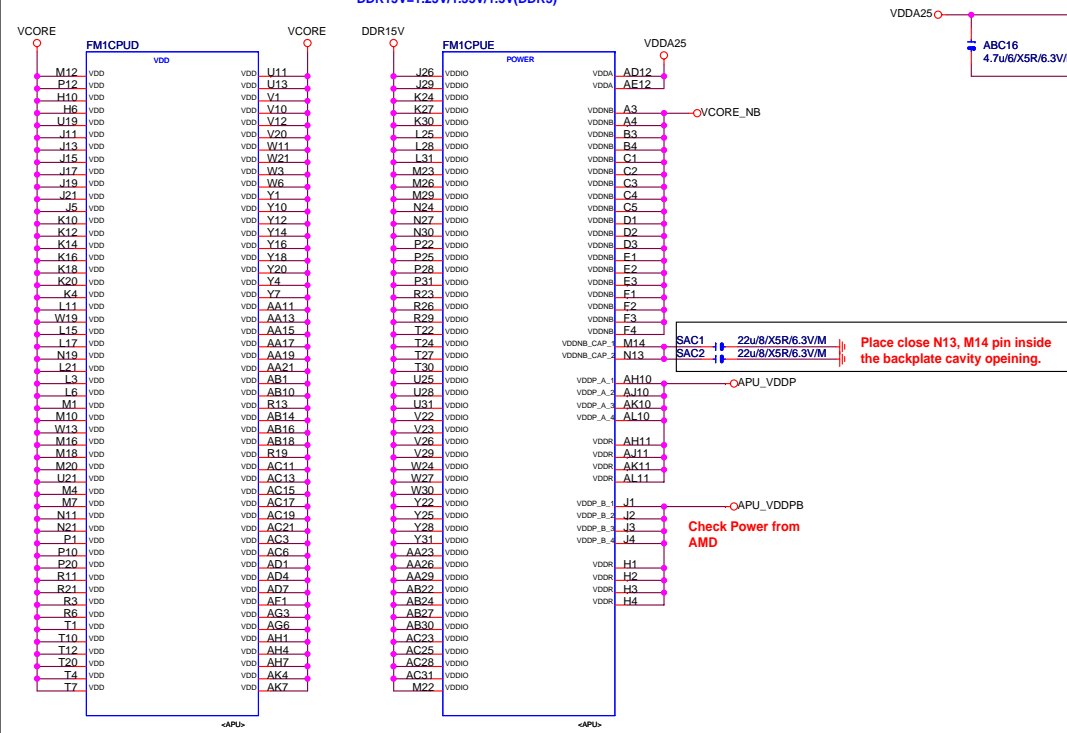 DDR15V=1.25V/1.35V/1.5V(DDR3)
VDDA25
ABC16
4.7u/6/X5R/6.3V/
VCORE VCORE DDR15V VDDA25
FM1CPUD FM1CPUE
VDD POWER
M12 VDD VDD U11 J26 VDDIO VDDA AD12
P12 VDD VDD U13 J29 VDDIO VDDA AE12
H10 VDD VDD V1 K24 VDDIO
H6 VDD VDD V10 K27 VDDIO VDDNB A3 VCORE_NB
U19 VDD VDD V12 K30 VDDIO VDDNB A4
J11 VDD VDD V20 L25 VDDIO VDDNB B3
J13 VDD VDD W11 L28 VDDIO VDDNB B4
J15 VDD VDD W21 L31 VDDIO VDDNB C1
J17 VDD VDD W3 M23 VDDIO VDDNB C2
J19 VDD VDD W6 M26 VDDIO VDDNB C3
J21 VDD VDD Y1 M29 VDDIO VDDNB C4
J5 VDD VDD Y10 N24 VDDIO VDDNB C5
K10 VDD VDD Y12 N27 VDDIO VDDNB D1
K12 VDD VDD Y14 N30 VDDIO VDDNB D2
K14 VDD VDD Y16 P22 VDDIO VDDNB D3
K16 VDD VDD Y18 P25 VDDIO VDDNB E1
K18 VDD VDD Y20 P28 VDDIO VDDNB E2
K20 VDD VDD Y4 P31 VDDIO VDDNB E3
K4 VDD VDD Y7 R23 VDDIO VDDNB F1
L11 VDD VDD AA11 R26 VDDIO VDDNB F2
W19 VDD VDD AA13 R29 VDDIO VDDNB F3
L15 VDD VDD AA15 T22 VDDIO VDDNB F4
L17 VDD VDD AA17 T24 VDDIO VDDNB_CAP_1 M14 SAC1 22u/8/X5R/6.3V/M Place close N13, M14 pin inside
N19 VDD VDD AA19 T27 VDDIO VDDNB_CAP_2 N13 SAC2 22u/8/X5R/6.3V/M the backplate cavity opeining.
L21 VDD VDD AA21 T30 VDDIO
L3 VDD VDD AB1 U25 VDDIO VDDP_A_1 AH10 APU_VDDP
L6 VDD VDD AB10 U28 VDDIO VDDP_A_2 AJ10
M1 VDD VDD R13 U31 VDDIO VDDP_A_3 AK10
M10 VDD VDD AB14 V22 VDDIO VDDP_A_4 AL10
W13 VDD VDD AB16 V23 VDDIO
M16 VDD VDD AB18 V26 VDDIO VDDR AH11
M18 VDD VDD R19 V29 VDDIO VDDR AJ11
M20 VDD VDD AC11 W24 VDDIO VDDR AK11
U21 VDD VDD AC13 W27 VDDIO VDDR AL11
M4 VDD VDD AC15 W30 VDDIO
M7 VDD VDD AC17 Y22 VDDIO VDDP_B_1 J1 APU_VDDPB
N11 VDD VDD AC19 Y25 VDDIO VDDP_B_2 J2
N21 VDD VDD AC21 Y28 VDDIO VDDP_B_3 J3 Check Power from
P1 VDD VDD AC3 Y31 VDDIO VDDP_B_4 J4 AMD
P10 VDD VDD AC6 AA23 VDDIO
P20 VDD VDD AD1 AA26 VDDIO VDDR H1
R11 VDD VDD AD4 AA29 VDDIO VDDR H2
R21 VDD VDD AD7 AB22 VDDIO VDDR H3
R3 VDD VDD AF1 AB24 VDDIO VDDR H4
R6 VDD VDD AG3 AB27 VDDIO
T1 VDD VDD AG6 AB30 VDDIO
T10 VDD VDD AH1 AC23 VDDIO
T12 VDD VDD AH4 AC25 VDDIO
T20 VDD VDD AH7 AC28 VDDIO
T4 VDD VDD AK4 AC31 VDDIO
T7 VDD VDD AK7 M22 VDDIO
<APU> <APU>